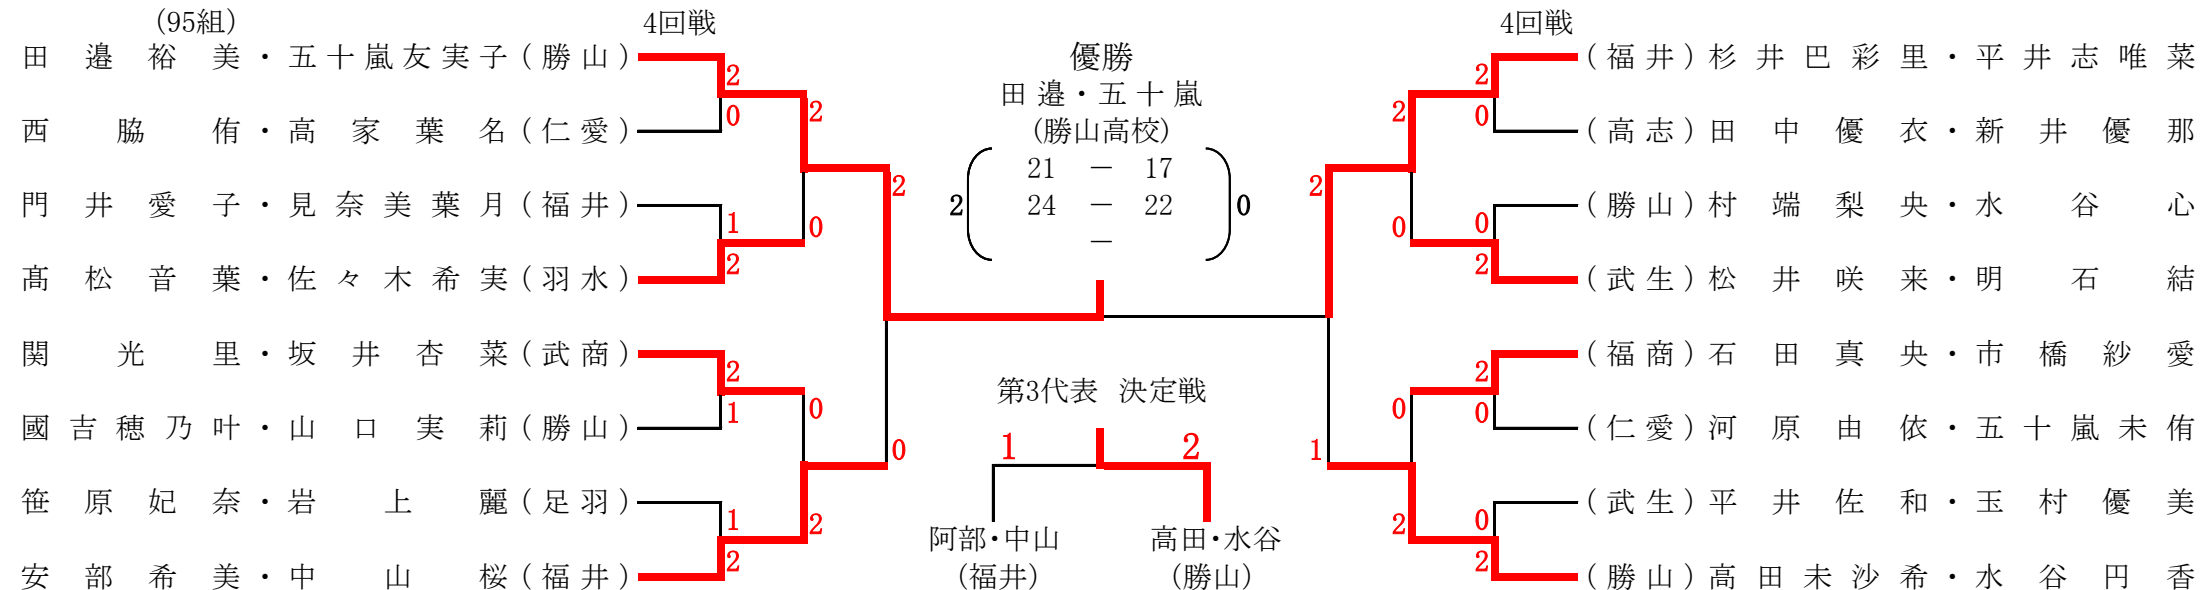 (95組)
4回戦
田邉裕美・五十嵐友実子(勝山)
2
0
西脇侑・高家葉名(仁愛)
2
門井愛子・見奈美葉月(福井)
1
0
髙松音葉・佐々木希実(羽水)
2
2
関光里・坂井杏菜(武商)
2
0
國吉穂乃叶・山口実莉(勝山)
1
0
笹原妃奈・岩上麗(足羽)
1
2
安部希美・中山桜(福井)
2
優勝
田邉・五十嵐
(勝山高校)
21 － 17
2 24 － 22 0
－
第3代表 決定戦
1 2
阿部・中山 高田・水谷
(福井) (勝山)
4回戦
2 (福井)杉井巴彩里・平井志唯菜
2
0 (高志)田中優衣・新井優那
2
0 (勝山)村端梨央・水谷心
0
2 (武生)松井咲来・明石結
2 (福商)石田真央・市橋紗愛
0
0 (仁愛)河原由依・五十嵐未侑
1
0 (武生)平井佐和・玉村優美
2
2 (勝山)高田未沙希・水谷円香